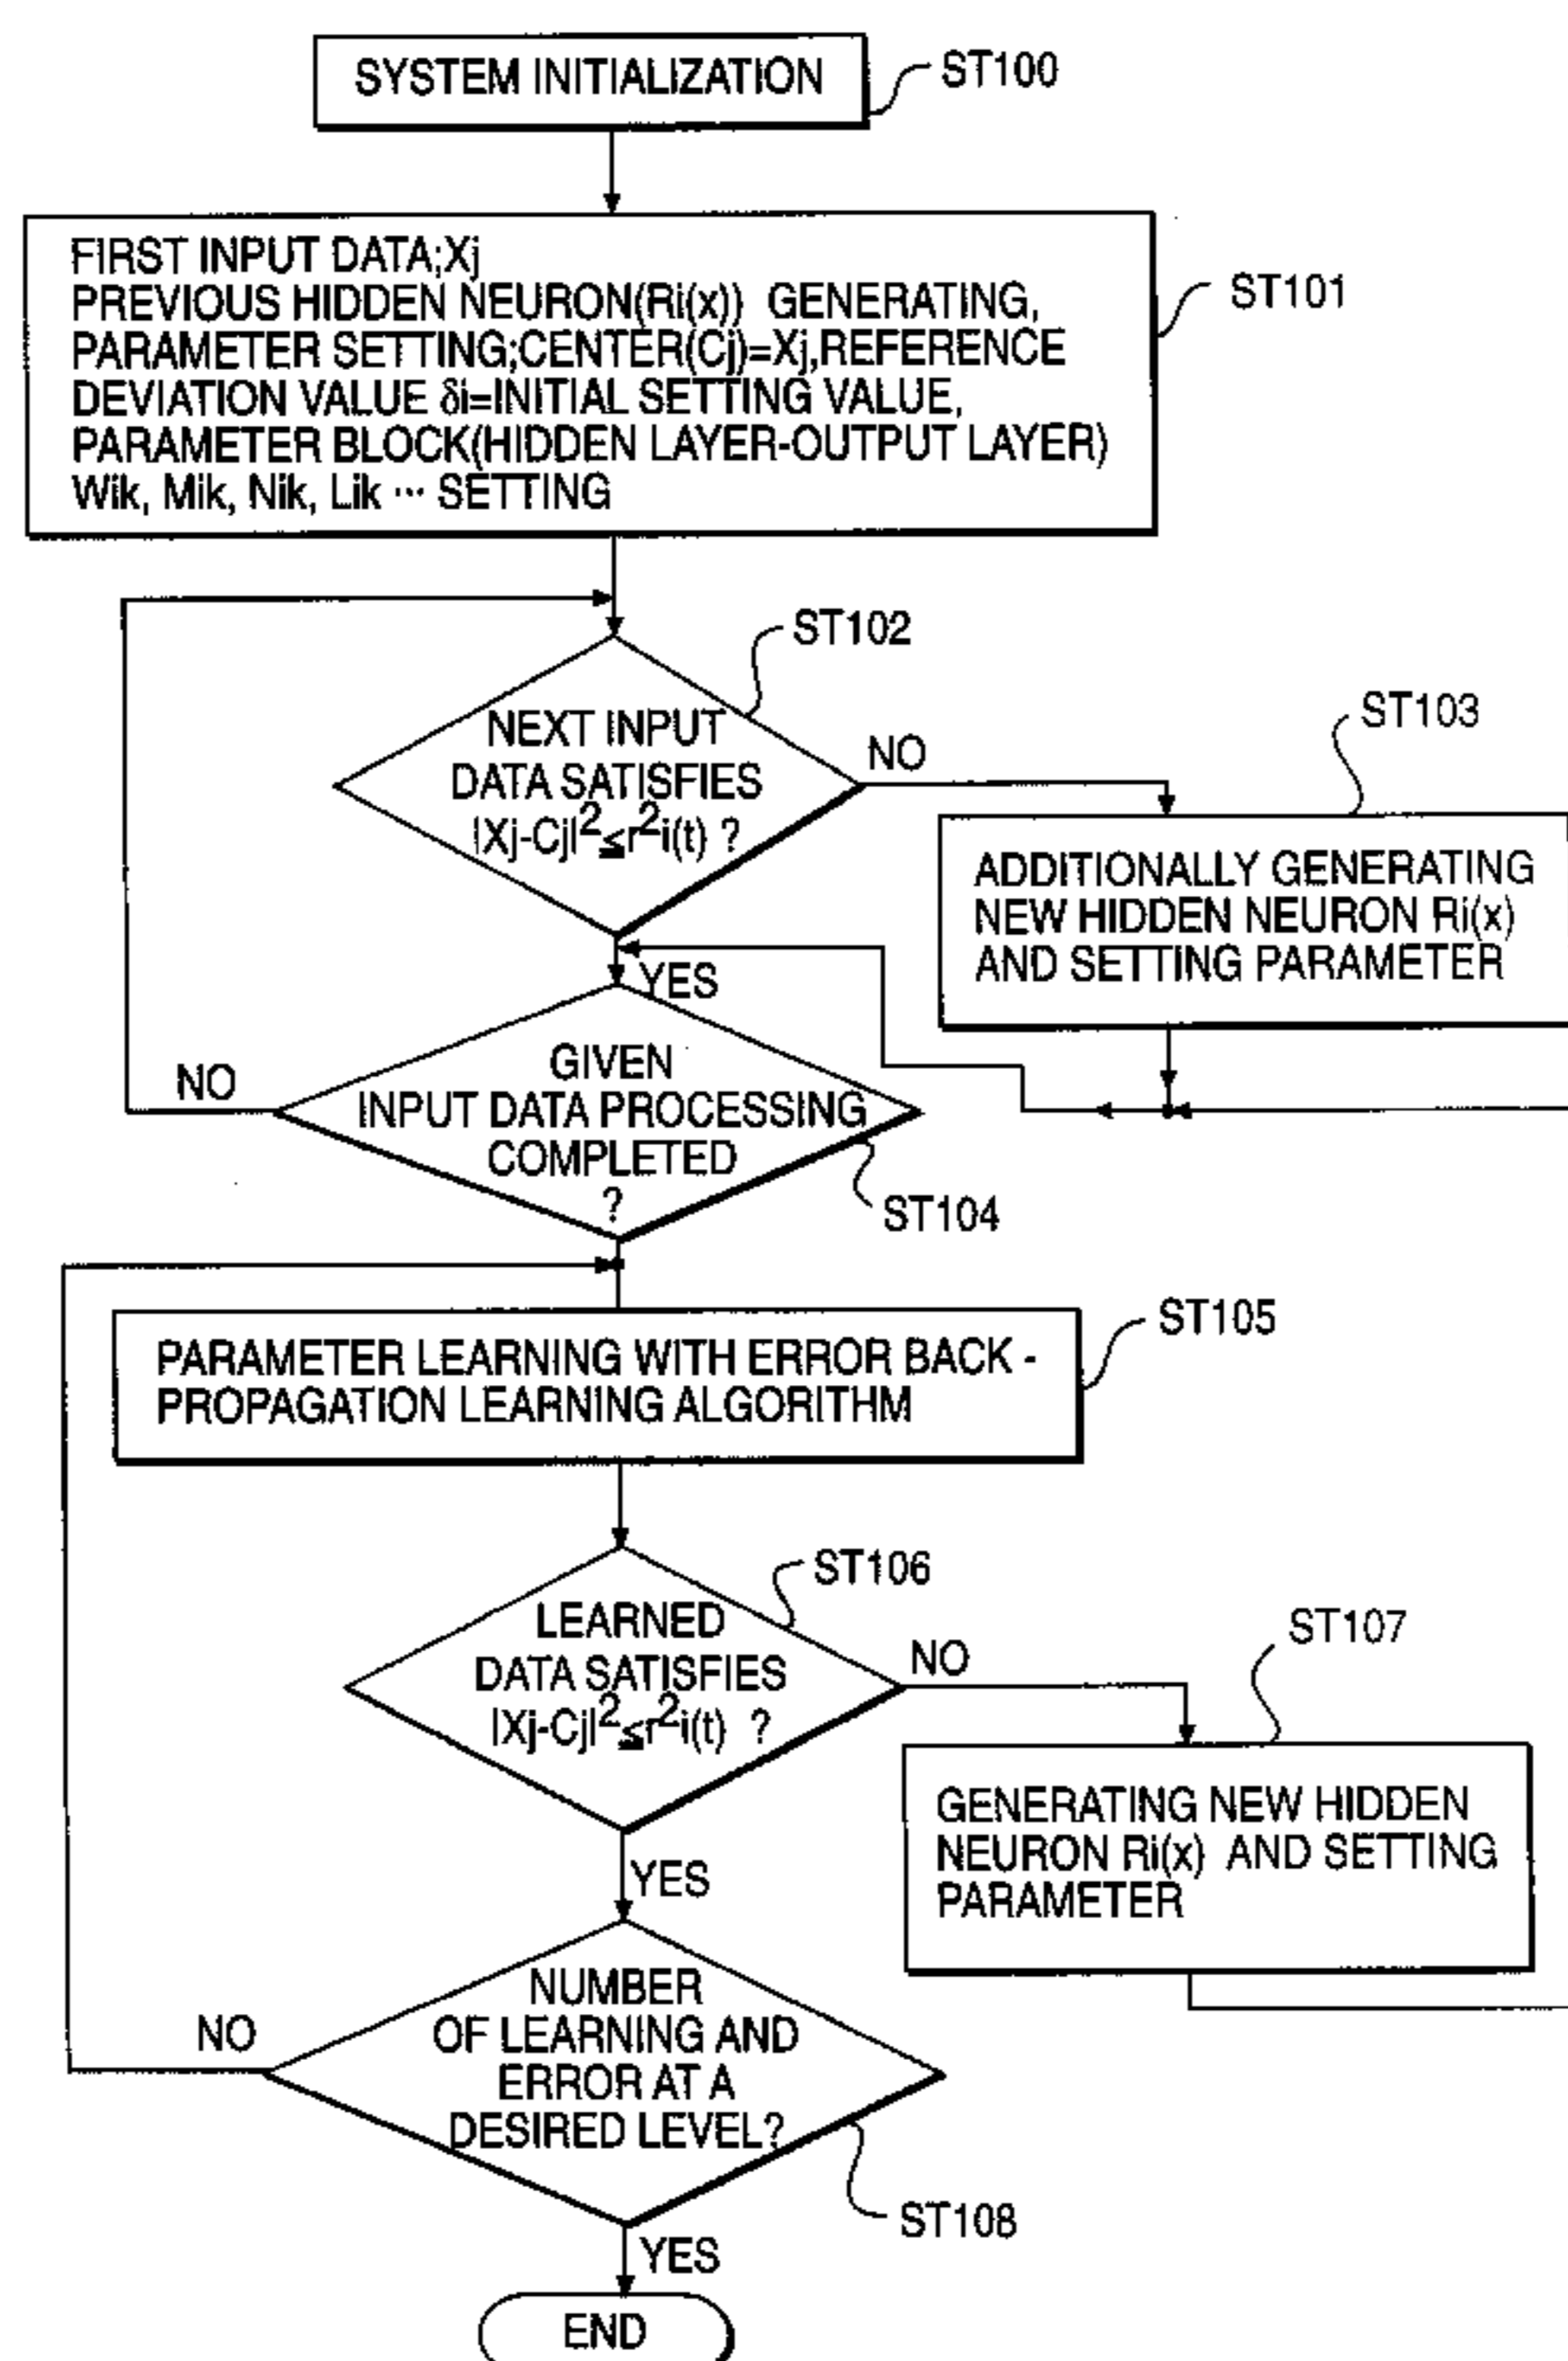 SYSTEM INITIALIZATION
ST100
FIRST INPUT DATA;Xj
PREVIOUS HIDDEN NEURON(Ri(x)) GENERATING,
PARAMETER SETTING;CENTER(Cj)=Xj,REFERENCE
DEVIATION VALUE δi=INITIAL SETTING VALUE,
PARAMETER BLOCK(HIDDEN LAYER-OUTPUT LAYER)
Wik, Mik, Nik, Lik ··· SETTING
ST101
ST102
NEXT INPUT
DATA SATISFIES
|Xj-Cj|²≦r²i(t) ?
NO
ST103
ADDITIONALLY GENERATING
NEW HIDDEN NEURON Ri(x)
AND SETTING PARAMETER
YES
NO
GIVEN
INPUT DATA PROCESSING
COMPLETED
?
ST104
ST105
PARAMETER LEARNING WITH ERROR BACK -
PROPAGATION LEARNING ALGORITHM
ST106
LEARNED
DATA SATISFIES
|Xj-Cj|²≦r²i(t) ?
NO
ST107
GENERATING NEW HIDDEN
NEURON Ri(x) AND SETTING
PARAMETER
YES
NO
NUMBER
OF LEARNING AND
ERROR AT A
DESIRED LEVEL?
ST108
YES
END